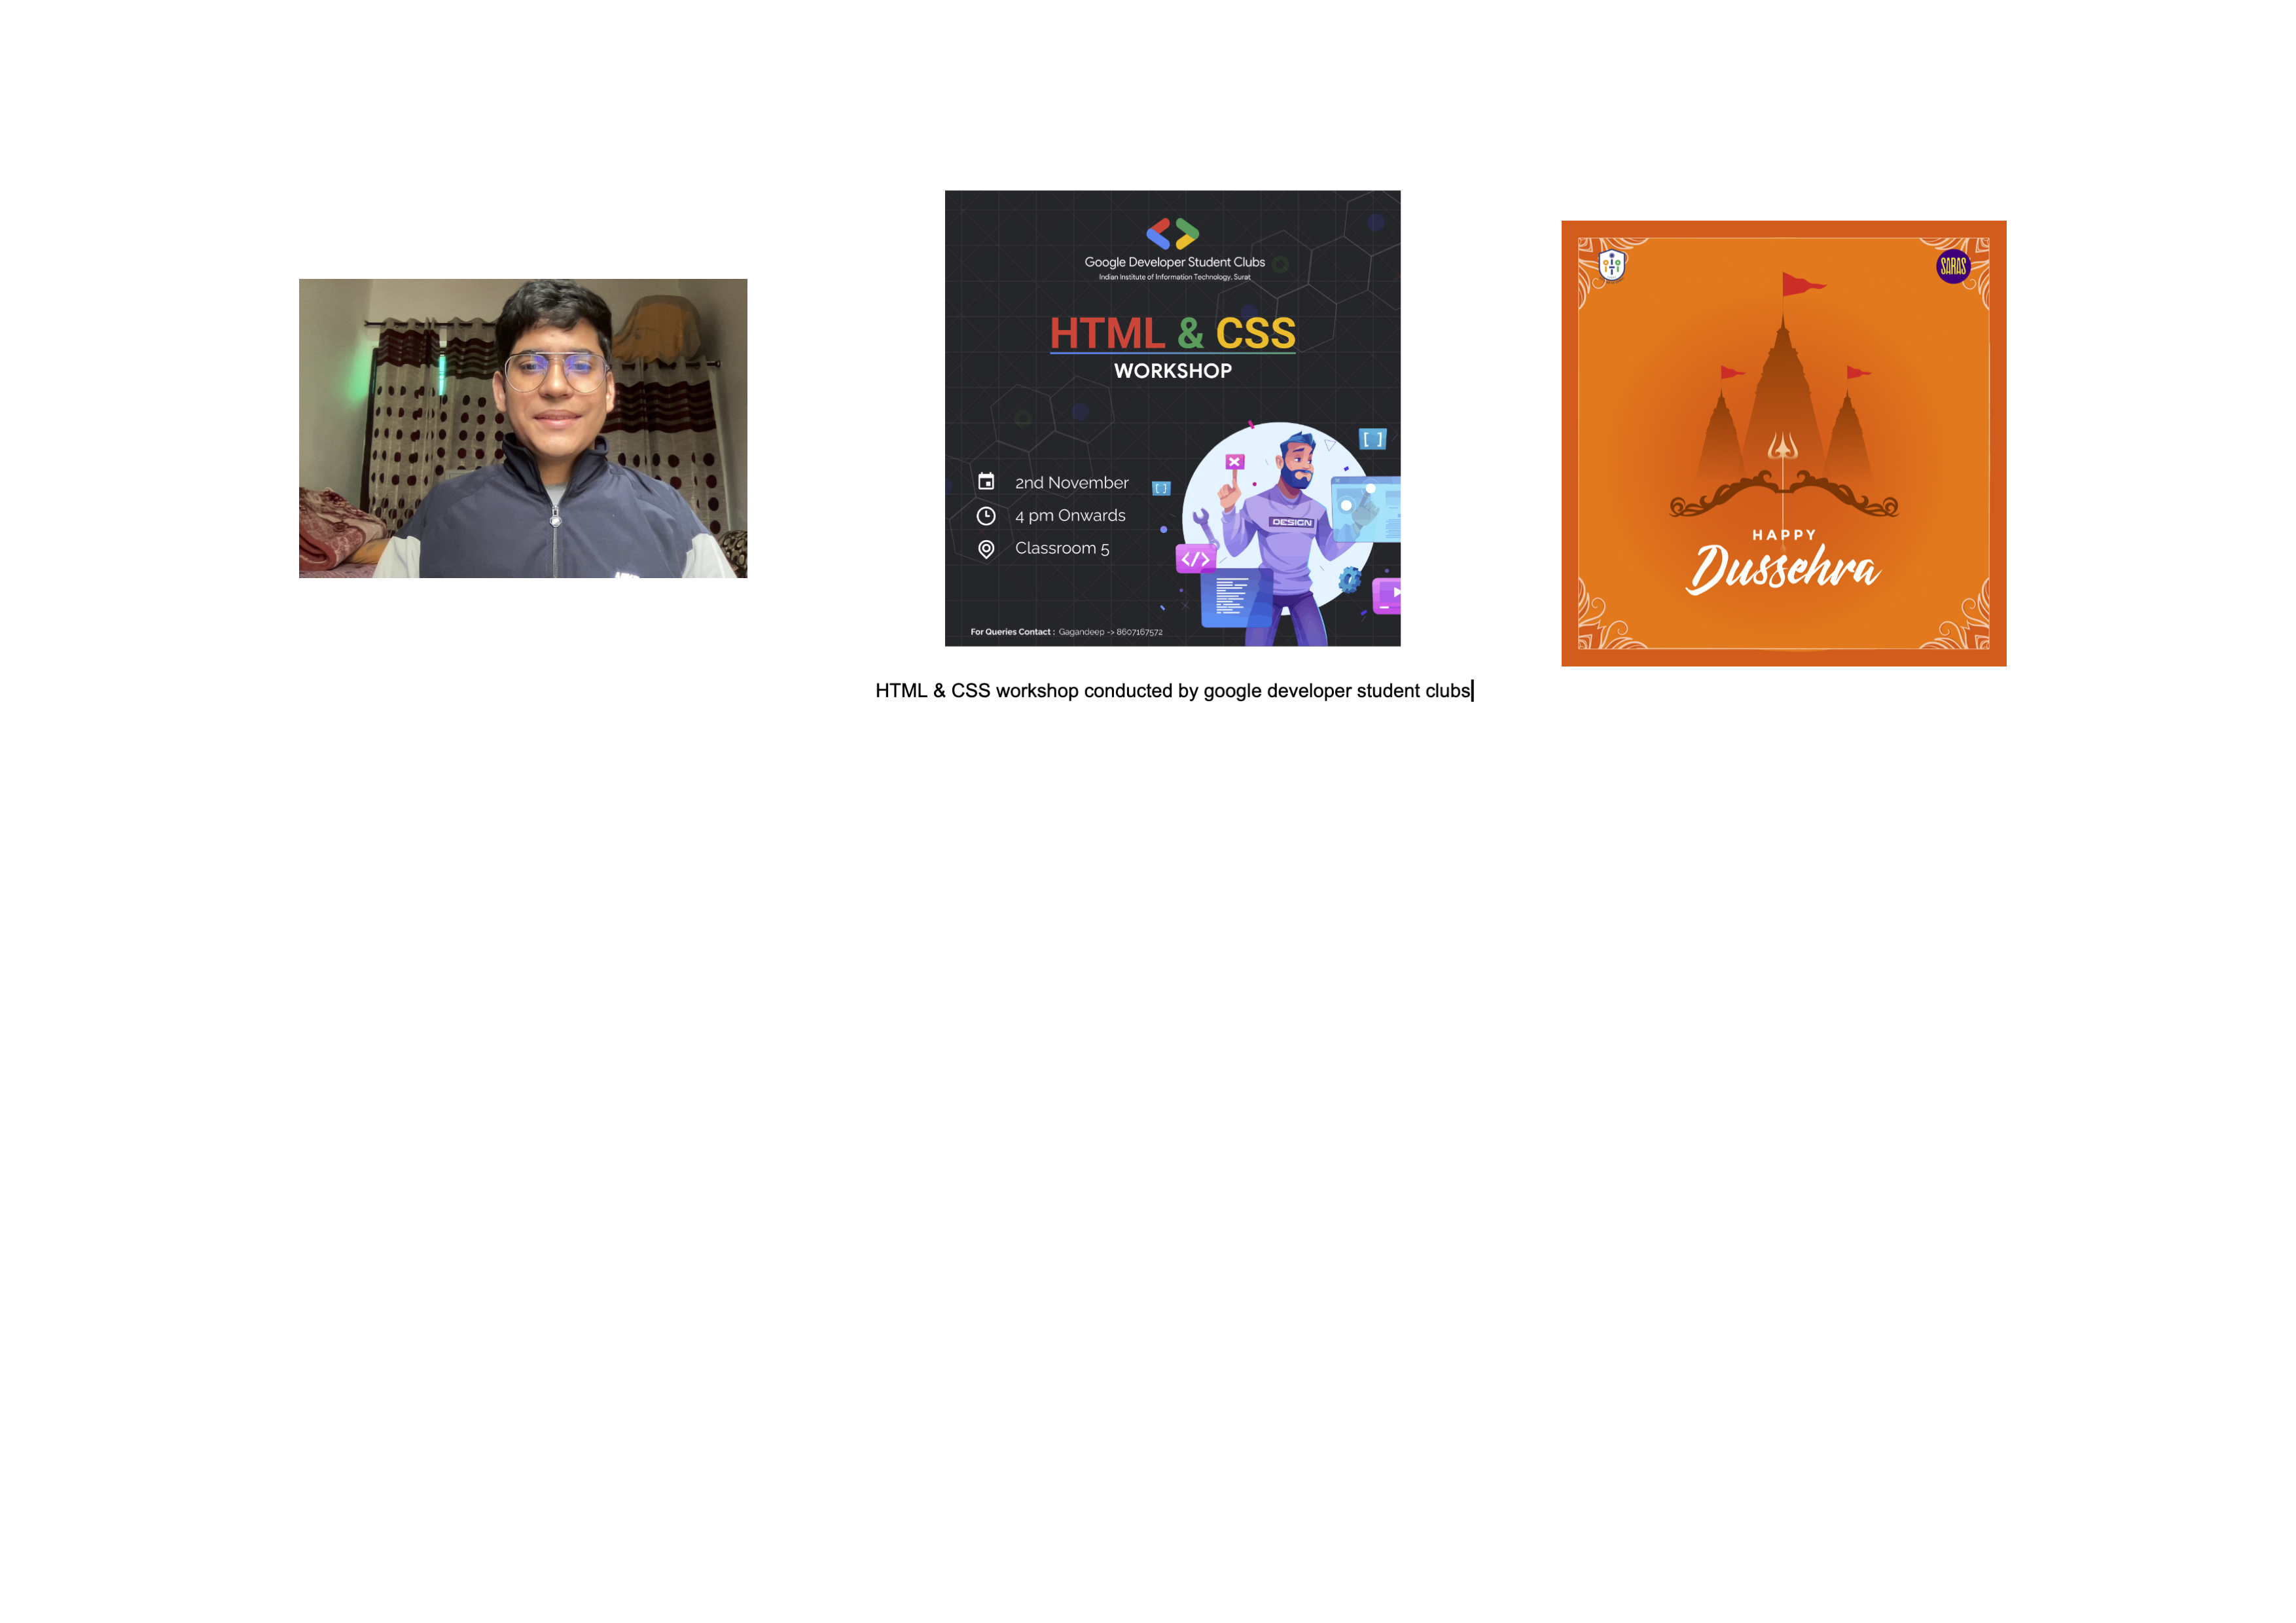 Google Developer Student Clubs
Indian Institute of Information Technology, Surat
HTML & CSS
WORKSHOP
2nd November
4 pm Onwards
Classroom 5
[ ]
[ ]
DESIGN
</>
For Queries Contact : Gagandeep -> 8607167572
HTML & CSS workshop conducted by google developer student clubs
SARAS
HAPPY
Dussehra